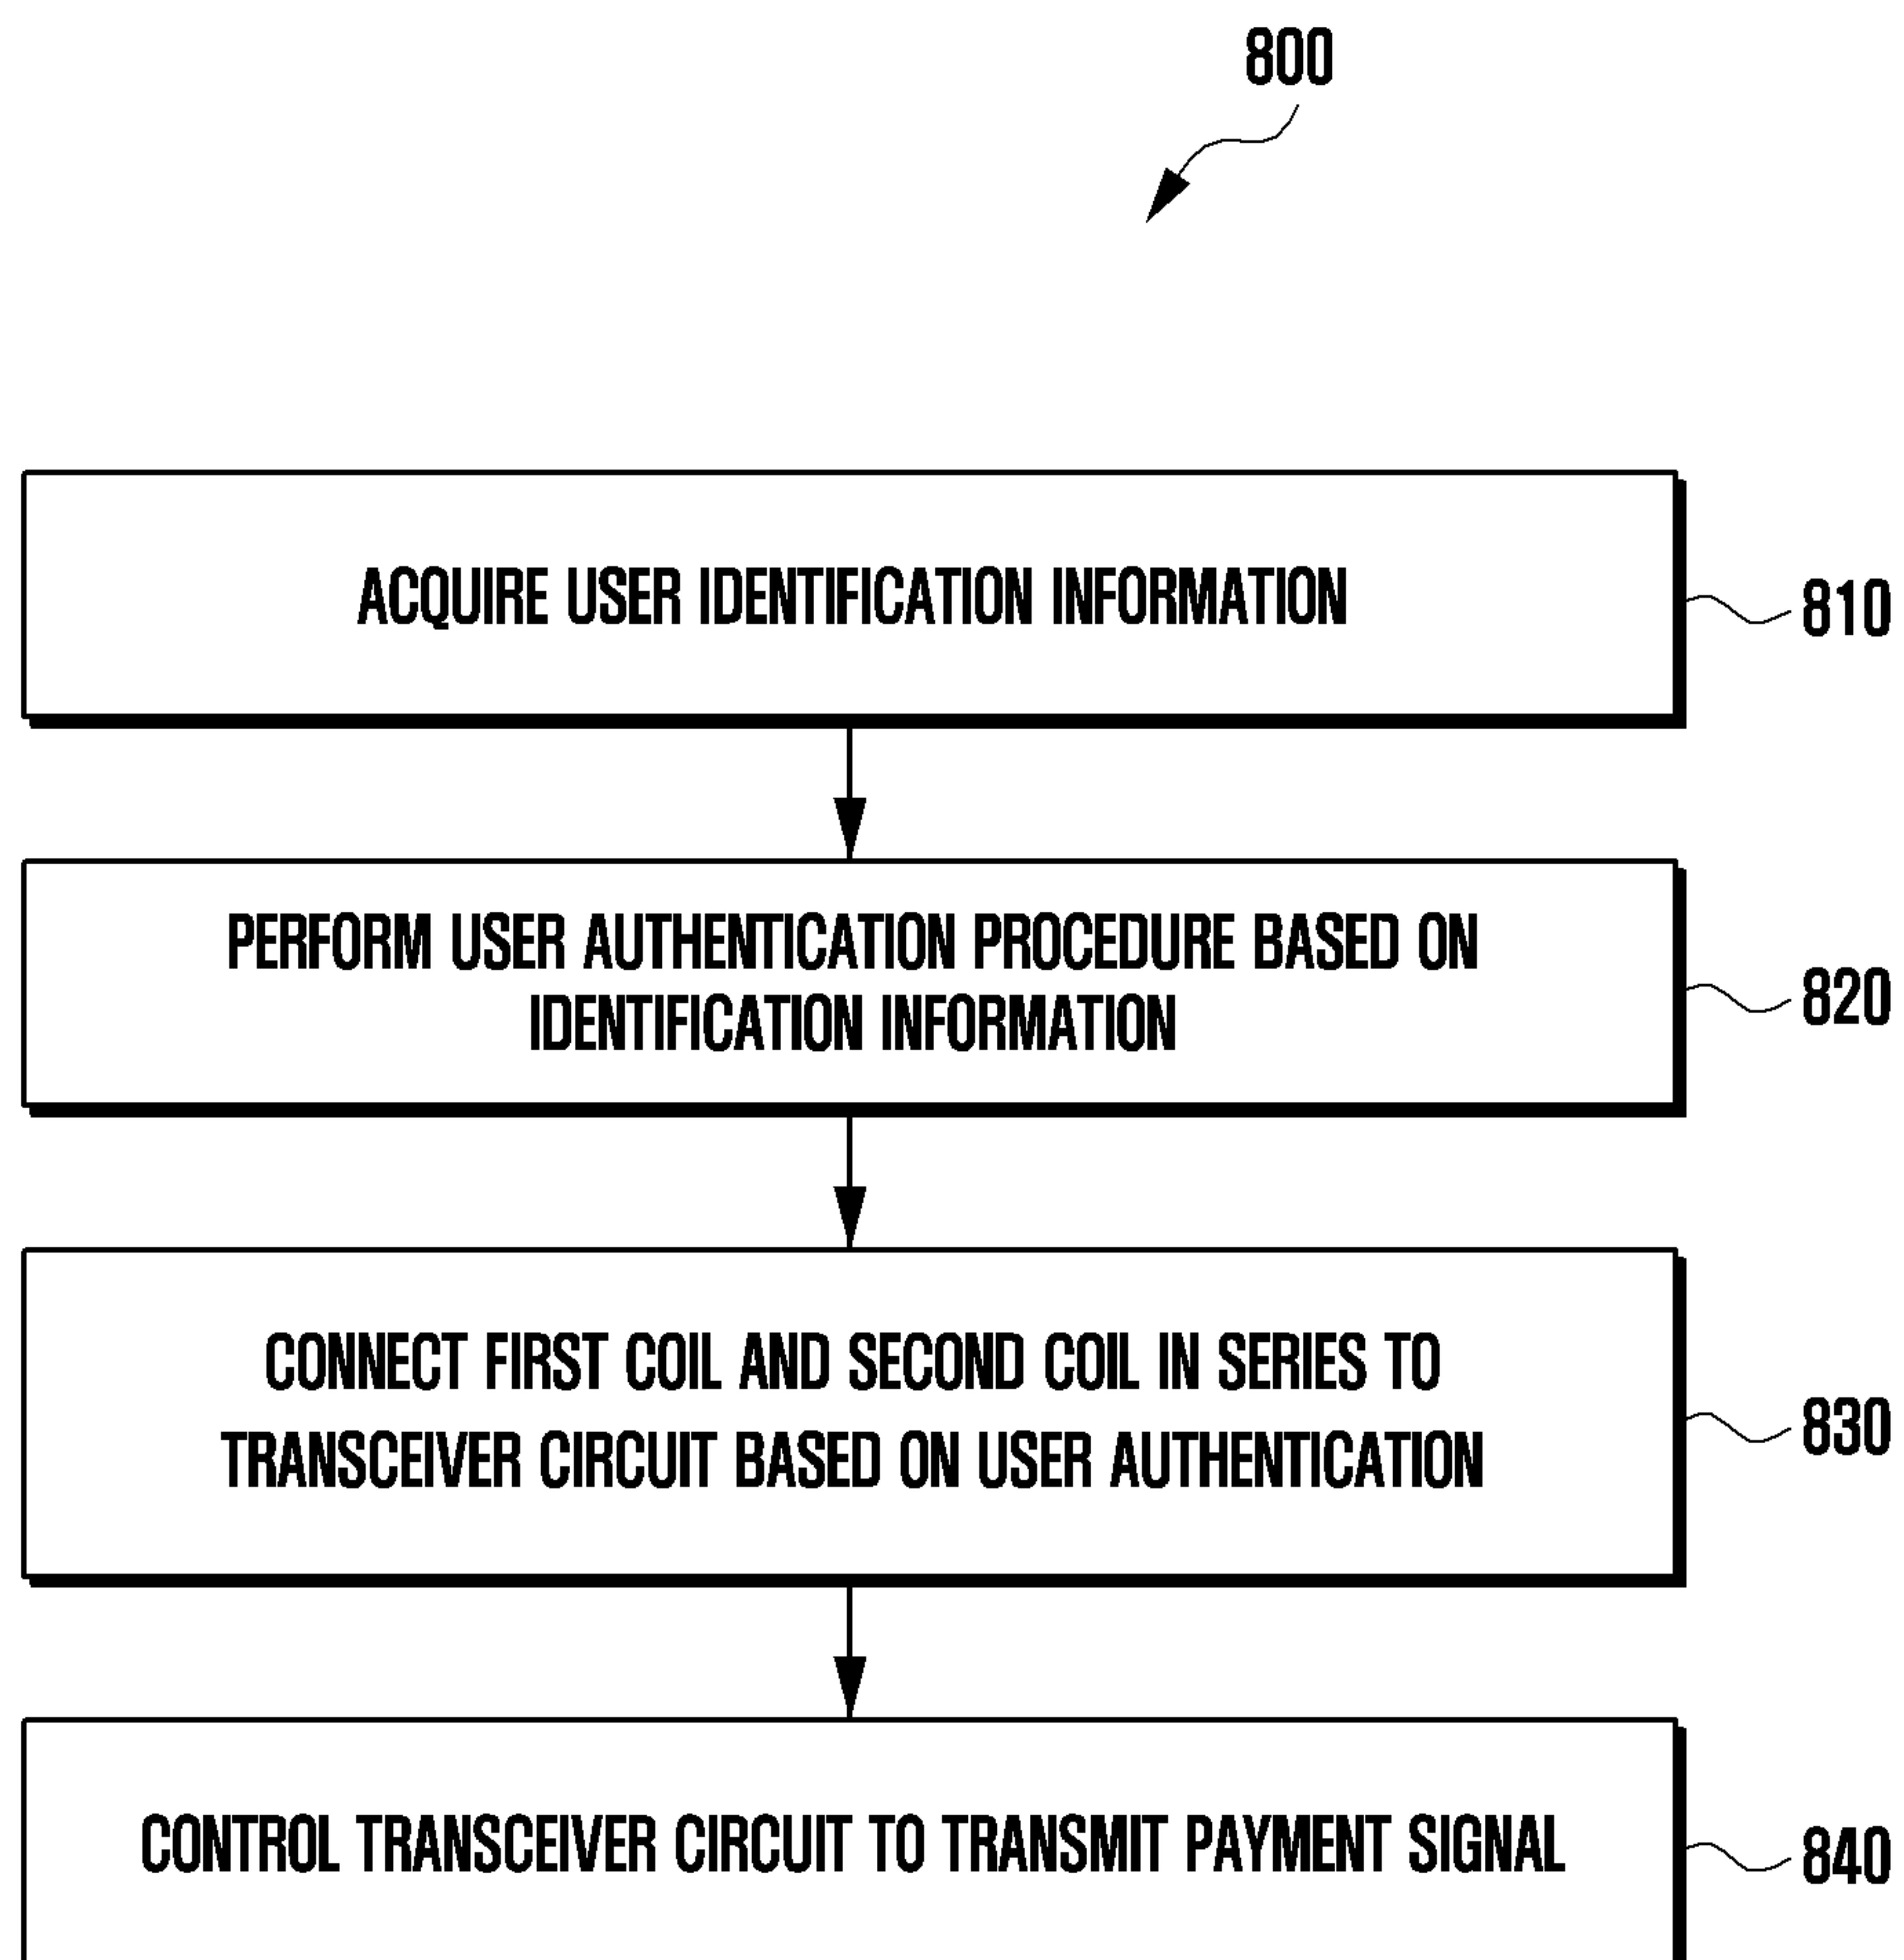 800
ACQUIRE USER IDENTIFICATION INFORMATION
810
PERFORM USER AUTHENTICATION PROCEDURE BASED ON
IDENTIFICATION INFORMATION
820
CONNECT FIRST COIL AND SECOND COIL IN SERIES TO
TRANSCEIVER CIRCUIT BASED ON USER AUTHENTICATION
830
CONTROL TRANSCEIVER CIRCUIT TO TRANSMIT PAYMENT SIGNAL
840